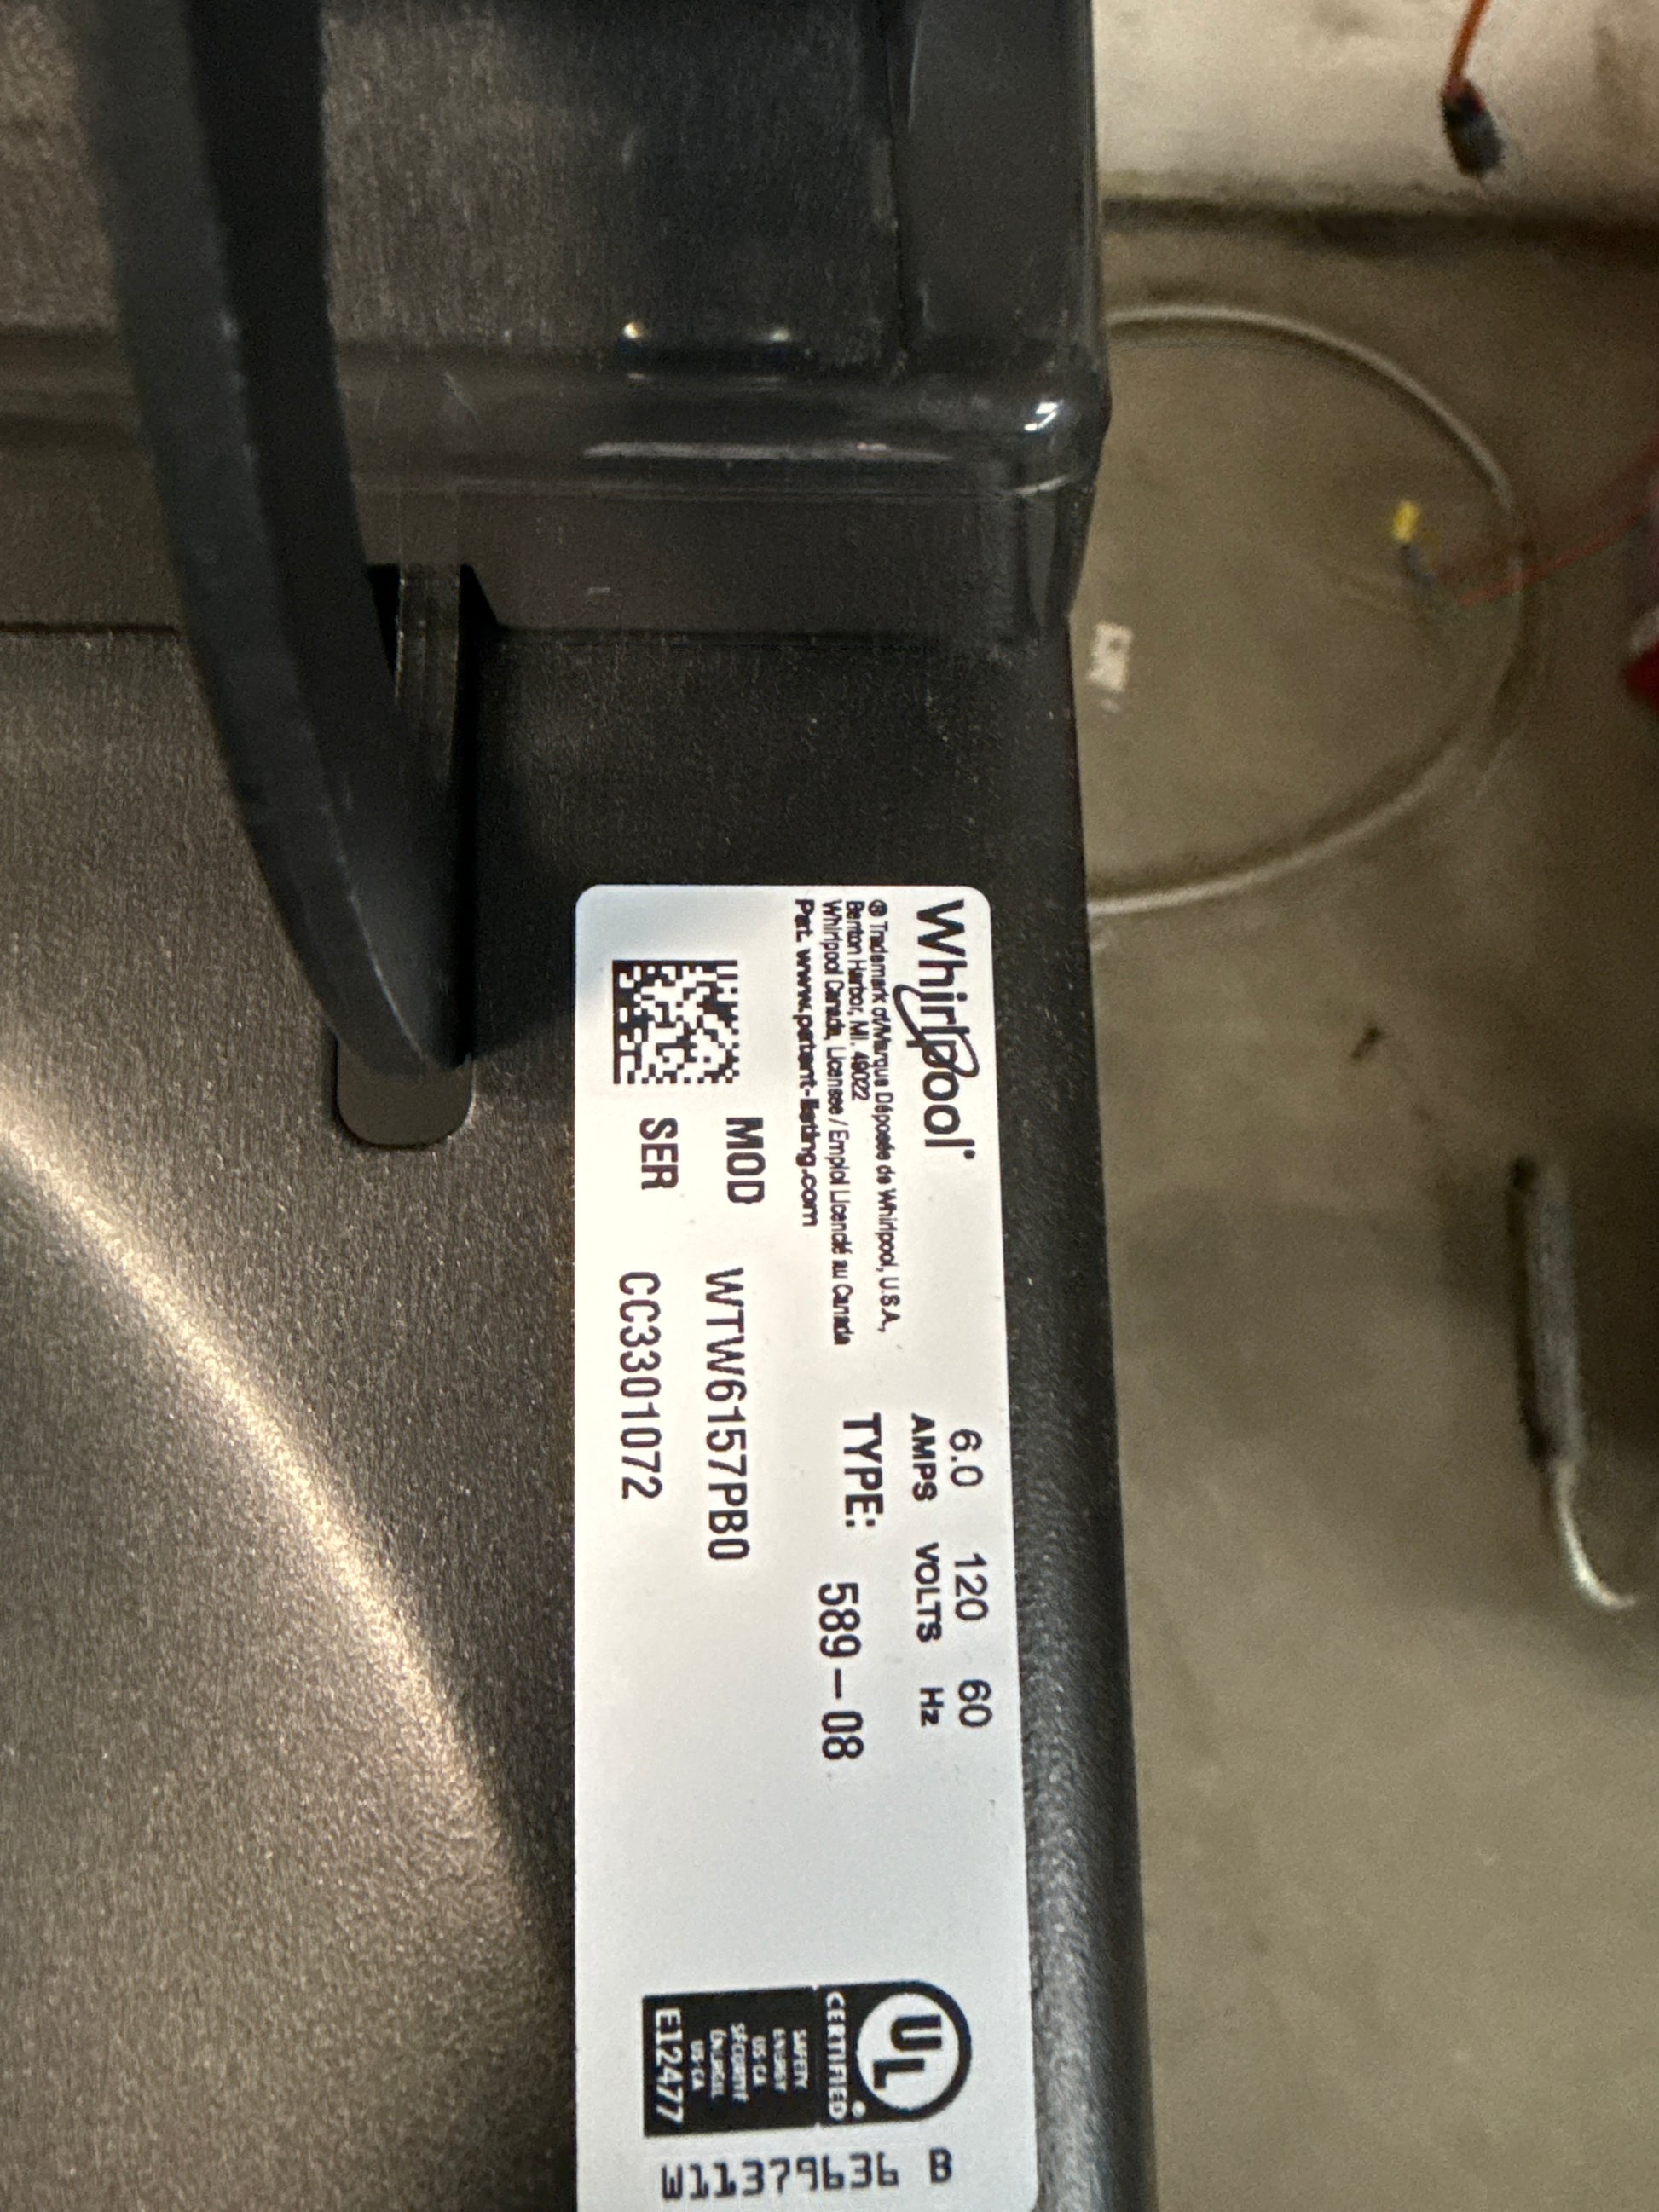 Whirlpool®
® Trademark of/Marque Déposée de Whirlpool, U.S.A.,
Benton Harbor, MI. 49022
Whirlpool Canada, Licensee / Emploi Licencié au Canada
Pat. www.patent-listing.com
6.0 120 60
AMPS VOLTS Hz
TYPE: 589-08
MOD WTW6157PB0
SER CC3301072
UL
CERTIFIED
SAFETY
ENERGY
US-CA
SÉCURITÉ
ÉNERGIE
US-CA
E12477
W11379636 B